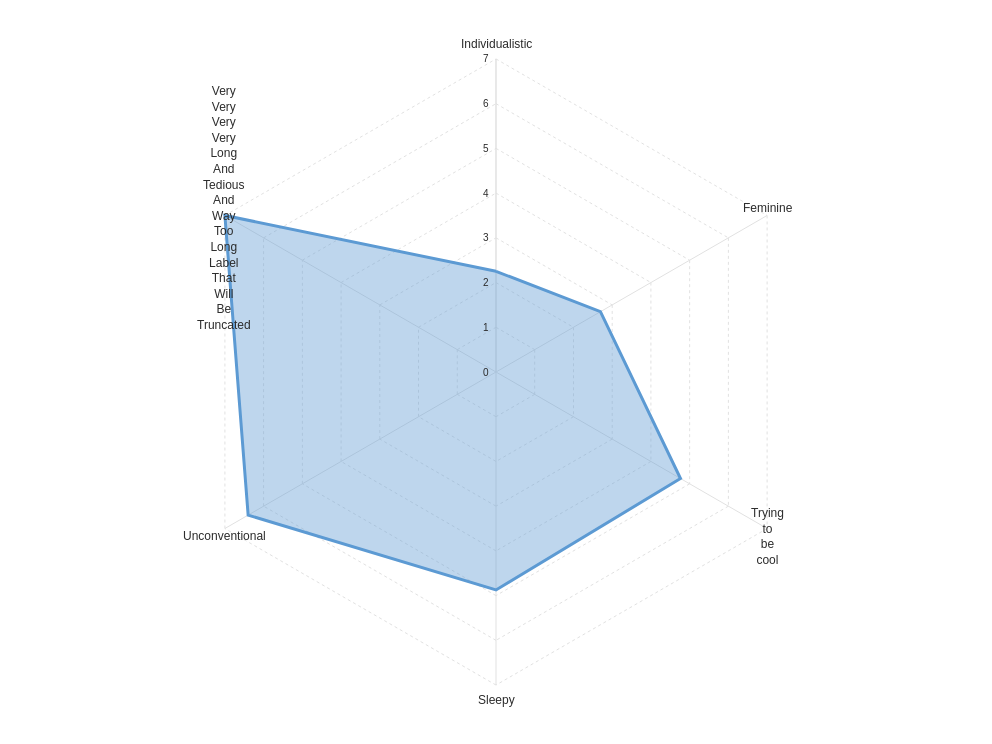 Individualistic
7
6
5
4
3
2
1
0
Feminine
Trying
to
be
cool
Sleepy
Unconventional
Very
Very
Very
Very
Long
And
Tedious
And
Way
Too
Long
Label
That
Will
Be
Truncated